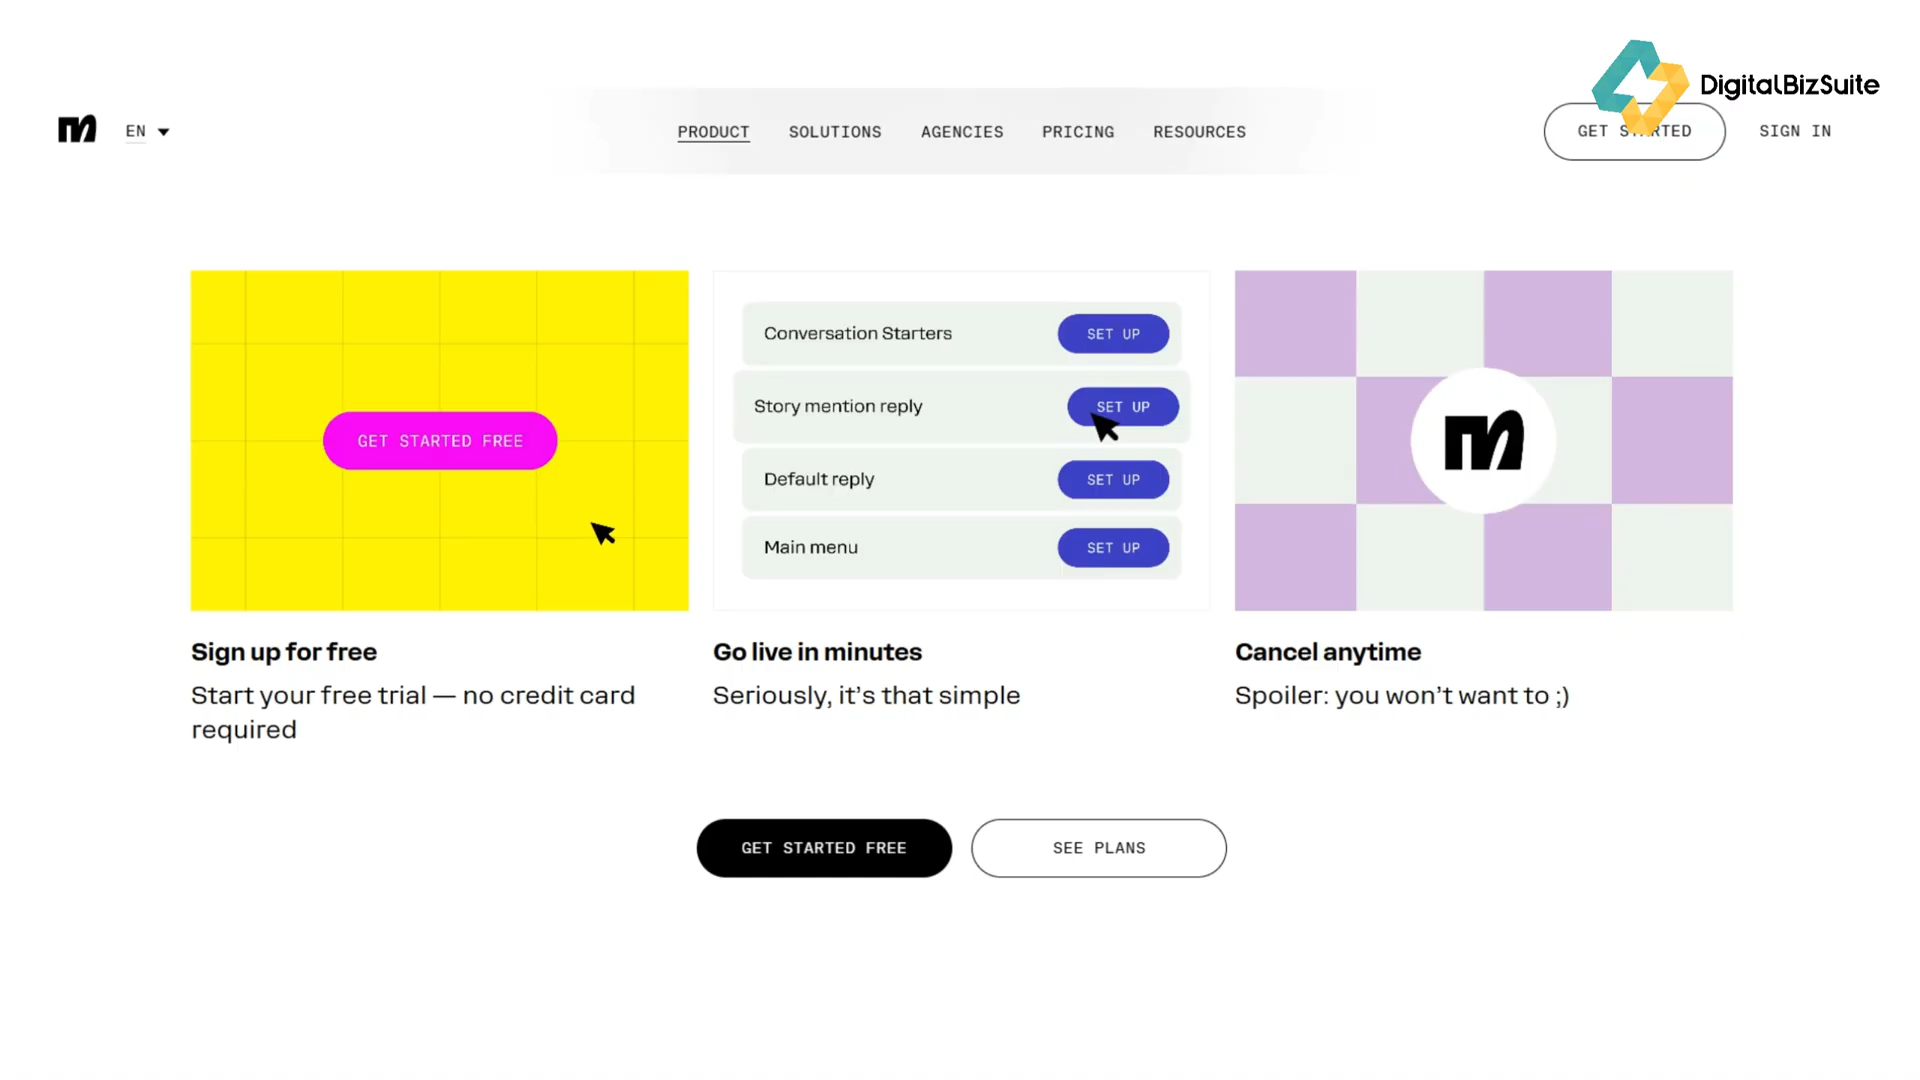 DigitalBizSuite
EN
PRODUCT
SOLUTIONS
AGENCIES
PRICING
RESOURCES
GET STARTED
SIGN IN
GET STARTED FREE
Conversation Starters
SET UP
Story mention reply
SET UP
Default reply
SET UP
Main menu
SET UP
Sign up for free
Start your free trial — no credit card
required
Go live in minutes
Seriously, it’s that simple
Cancel anytime
Spoiler: you won’t want to ;)
GET STARTED FREE
SEE PLANS